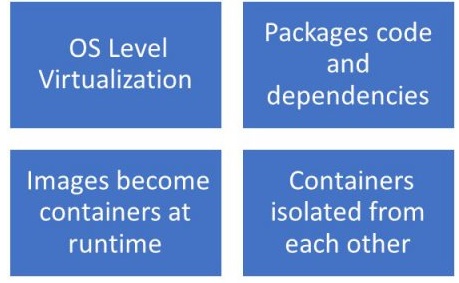 OS Level
Virtualization
Packages code
and
dependencies
Images become
containers at
runtime
Containers
isolated from
each other